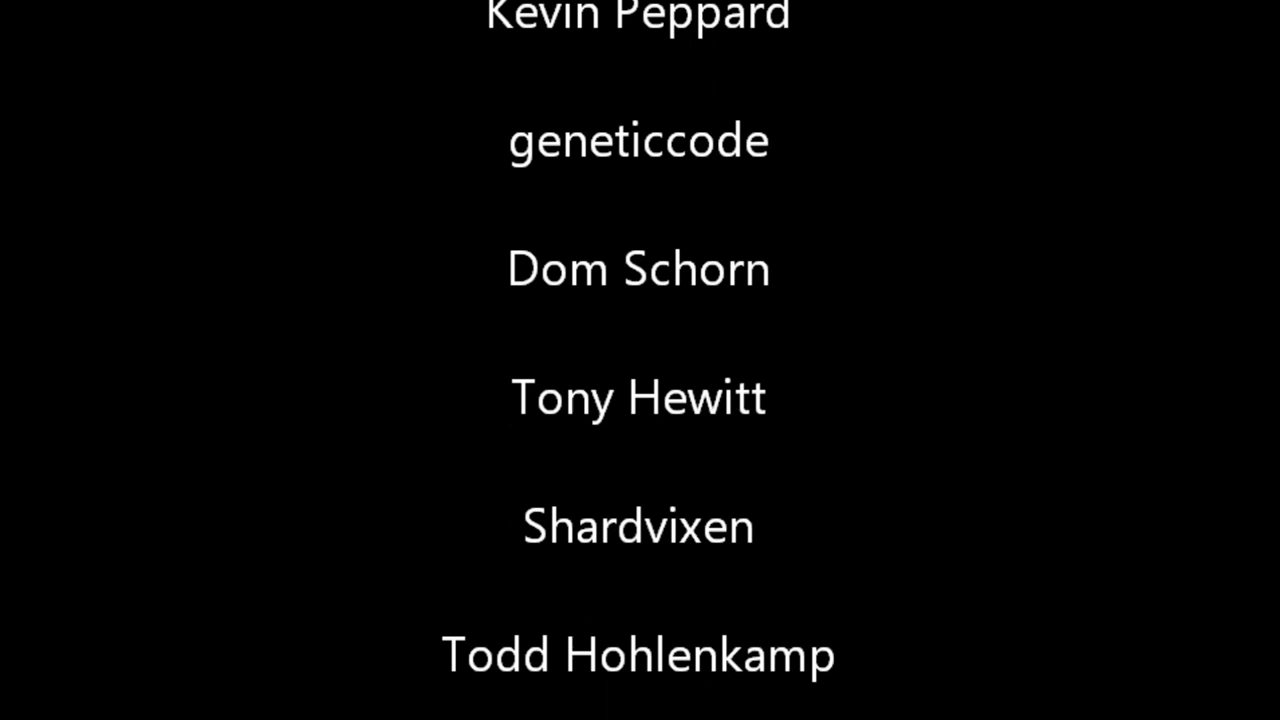 Kevin Peppard
geneticcode
Dom Schorn
Tony Hewitt
Shardvixen
Todd Hohlenkamp